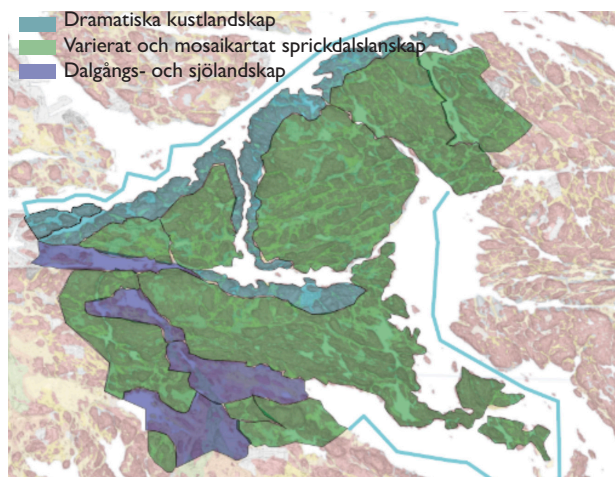 Dramatiska kustlandskap
Varierat och mosaikartat sprickdalslanskap
Dalgångs- och sjölandskap